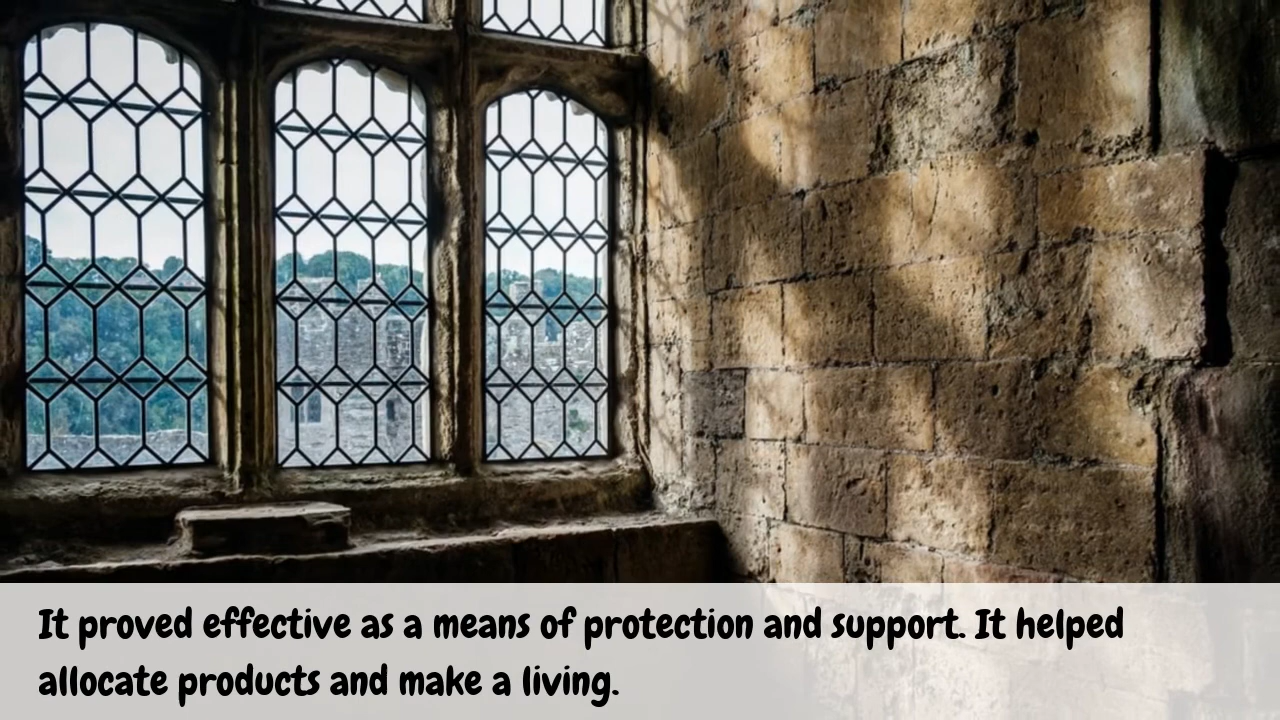 It proved effective as a means of protection and support. It helped
allocate products and make a living.